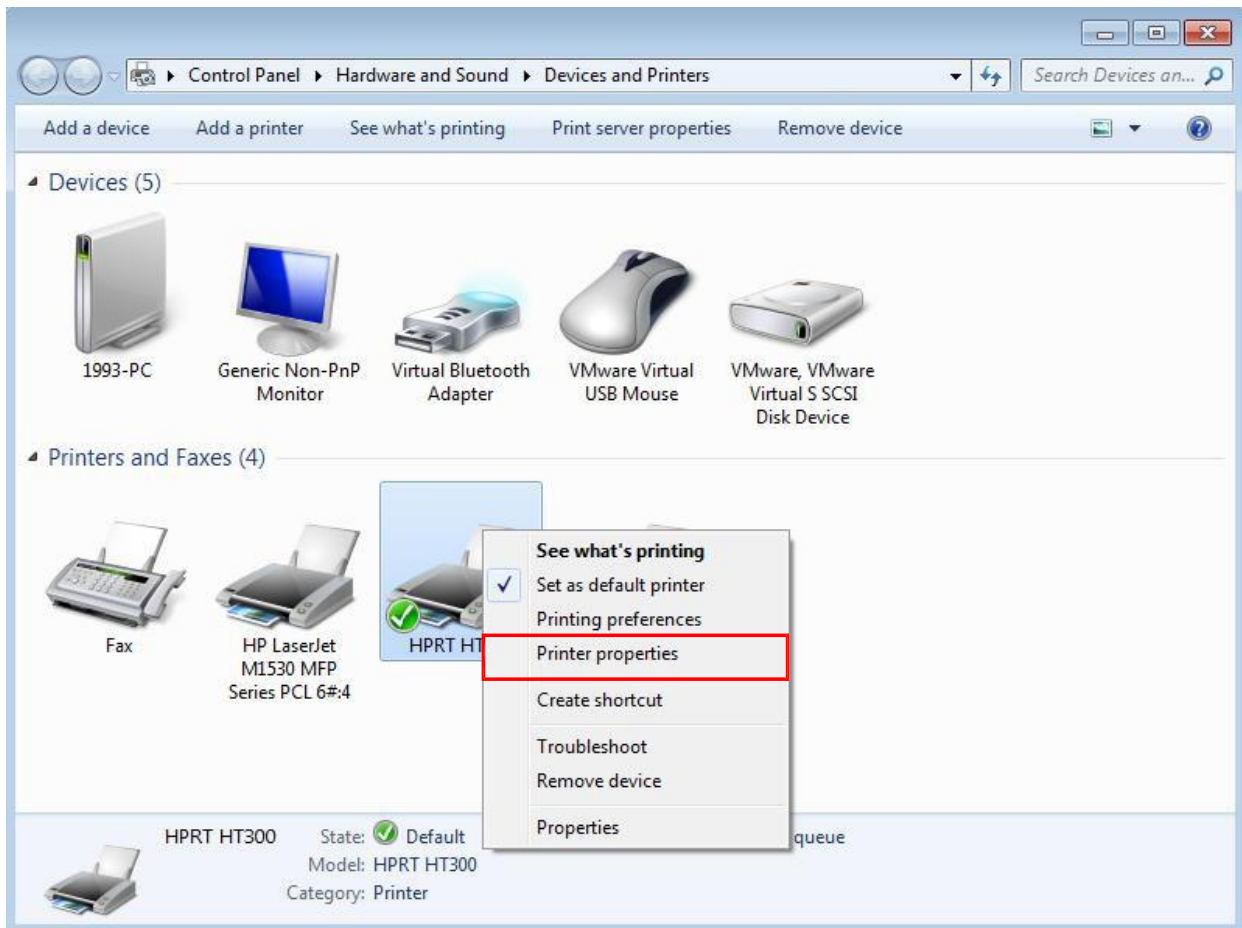 Control Panel ▸ Hardware and Sound ▸ Devices and Printers
Search Devices an...
Add a device Add a printer See what's printing Print server properties Remove device
Devices (5)
1993-PC
Generic Non-PnP
Monitor
Virtual Bluetooth
Adapter
VMware Virtual
USB Mouse
VMware, VMware
Virtual S SCSI
Disk Device
Printers and Faxes (4)
Fax
HP LaserJet
M1530 MFP
Series PCL 6#:4
HPRT HT
See what's printing
Set as default printer
Printing preferences
Printer properties
Create shortcut
Troubleshoot
Remove device
Properties
HPRT HT300 State: Default queue
Model: HPRT HT300
Category: Printer